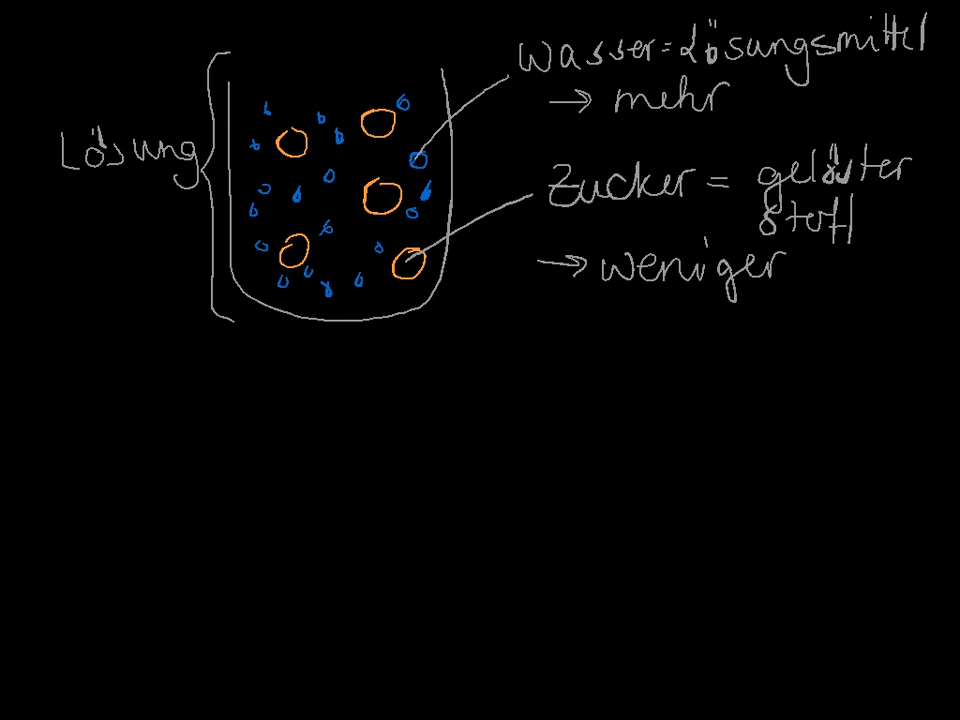 Wasser = Lösungsmittel
→ mehr
Lösung
Zucker = gelöster
Stoff
→ weniger